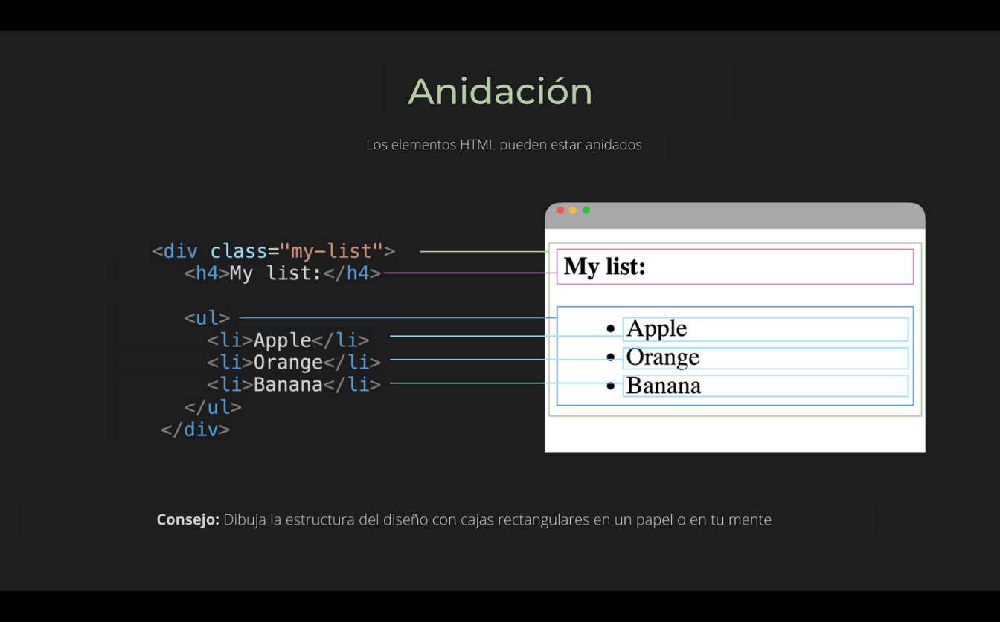 Anidación
Los elementos HTML pueden estar anidados
<div class="my-list">
<h4>My list:</h4>
<ul>
<li>Apple</li>
<li>Orange</li>
<li>Banana</li>
</ul>
</div>
My list:
• Apple
• Orange
• Banana
Consejo: Dibuja la estructura del diseño con cajas rectangulares en un papel o en tu mente